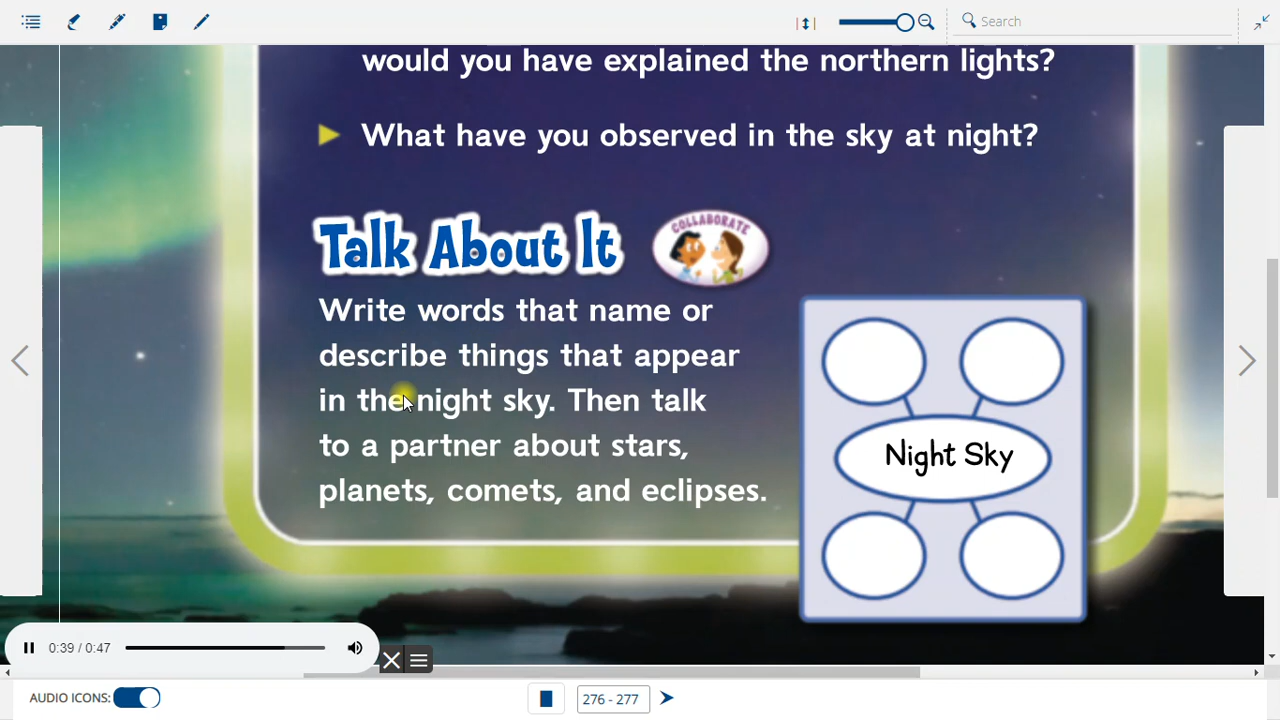 Search
would you have explained the northern lights?
What have you observed in the sky at night?
Talk About It
COLLABORATE
Write words that name or
describe things that appear
in the night sky. Then talk
to a partner about stars,
planets, comets, and eclipses.
Night Sky
0:39 / 0:47
AUDIO ICONS:
276 - 277